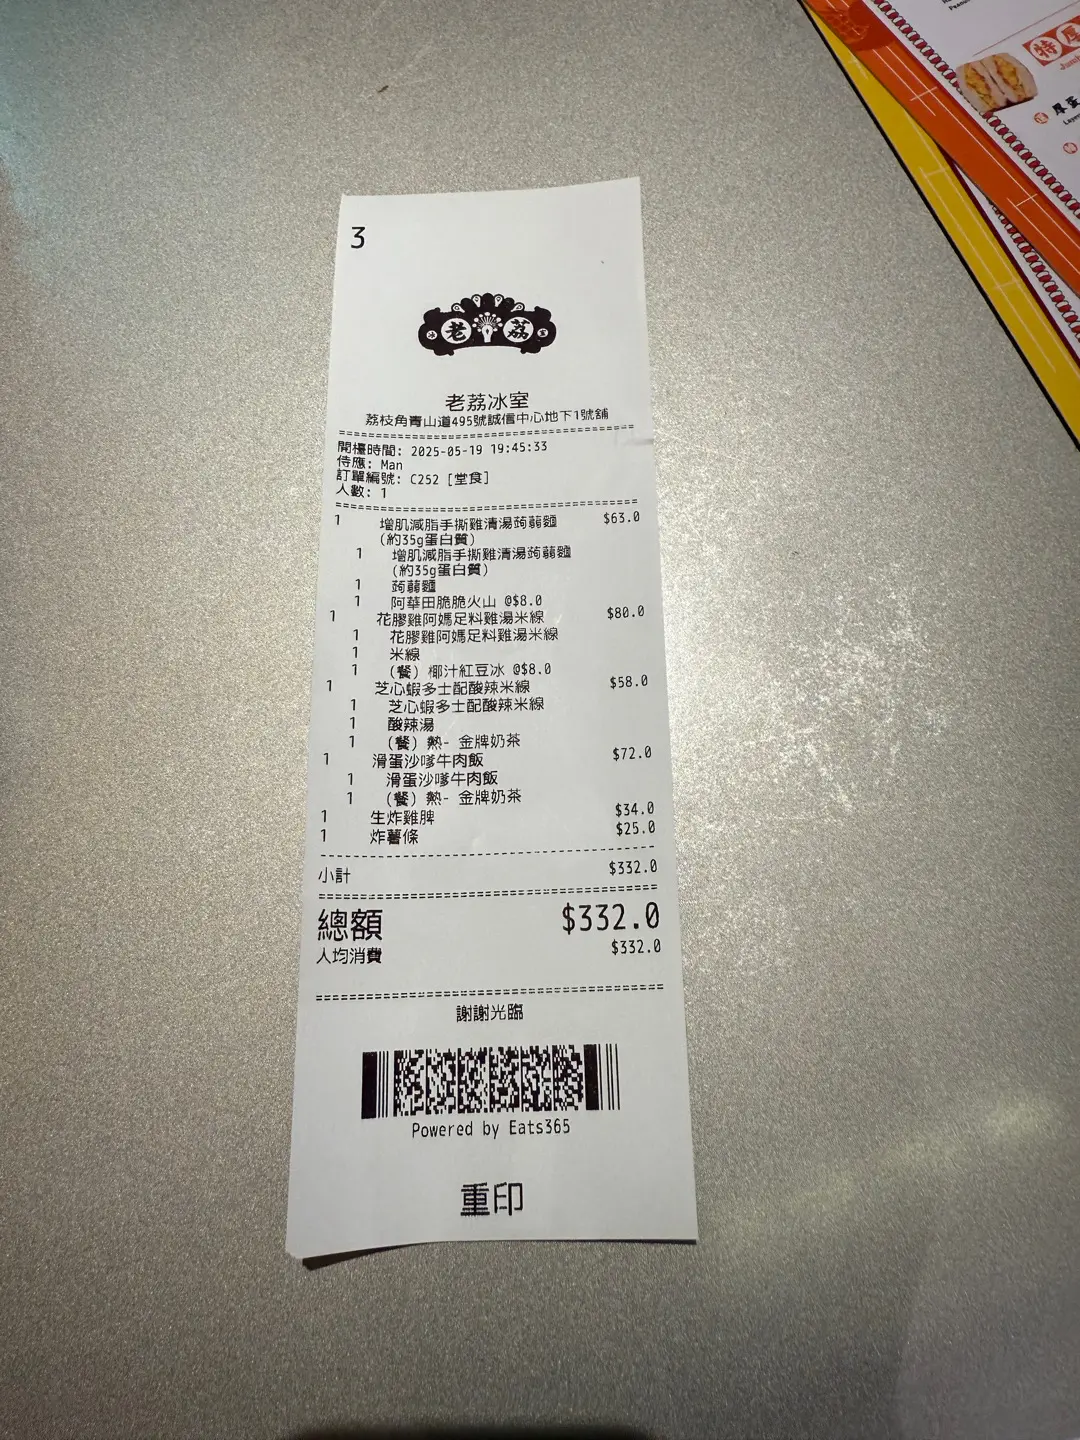 3
老 荔
老荔冰室
荔枝角青山道495號誠信中心地下1號舖
開檯時間: 2025-05-19 19:45:33
侍應: Man
訂單編號: C252 [堂食]
人數: 1
1 增肌減脂手撕雞清湯蒟蒻麵 $63.0
(約35g蛋白質)
1 增肌減脂手撕雞清湯蒟蒻麵
(約35g蛋白質)
1 蒟蒻麵
1 阿華田脆脆火山 @$8.0
1 花膠雞阿媽足料雞湯米線 $80.0
1 花膠雞阿媽足料雞湯米線
1 米線
1 (餐) 椰汁紅豆冰 @$8.0
1 芝心蝦多士配酸辣米線 $58.0
1 芝心蝦多士配酸辣米線
1 酸辣湯
1 (餐) 熱- 金牌奶茶
1 滑蛋沙嗲牛肉飯 $72.0
1 滑蛋沙嗲牛肉飯
1 (餐) 熱- 金牌奶茶
1 生炸雞脾 $34.0
1 炸薯條 $25.0
小計 $332.0
總額 $332.0
人均消費 $332.0
謝謝光臨
Powered by Eats365
重印
特厚
厚蛋